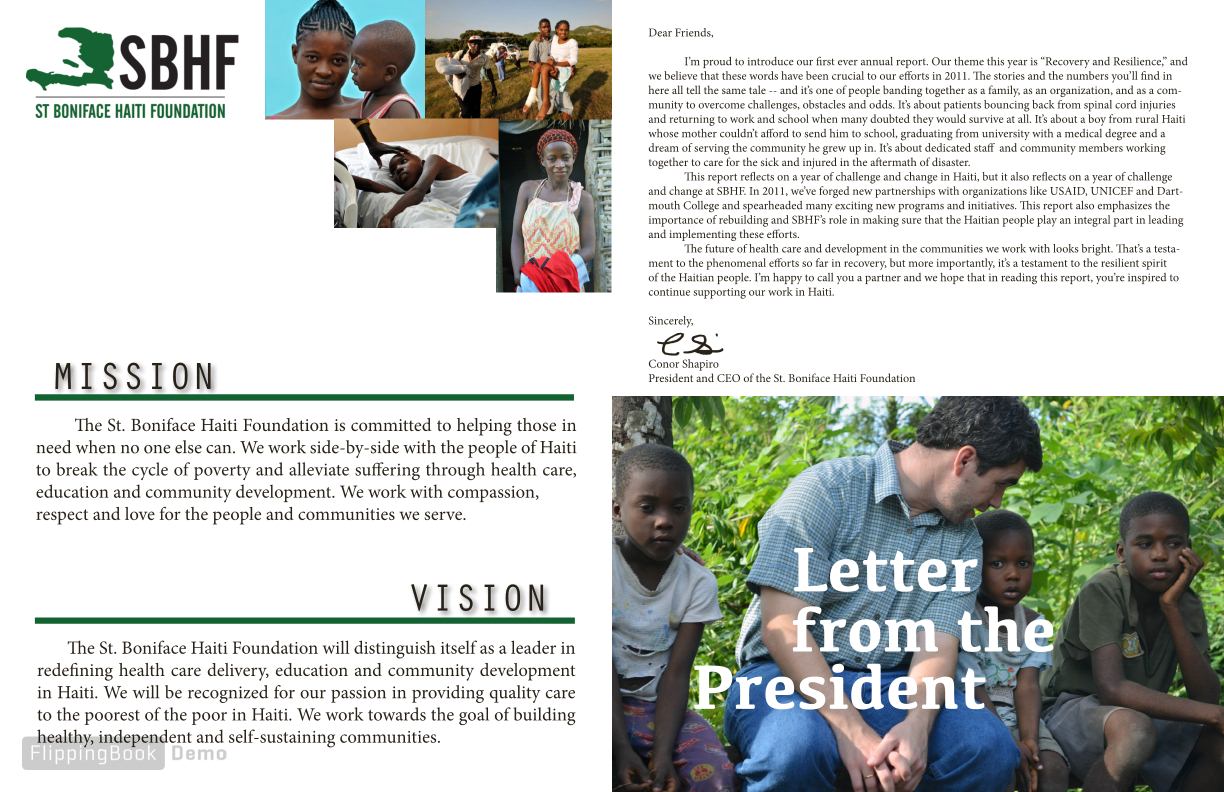 SBHF
ST BONIFACE HAITI FOUNDATION
MISSION
The St. Boniface Haiti Foundation is committed to helping those in
need when no one else can. We work side-by-side with the people of Haiti
to break the cycle of poverty and alleviate suffering through health care,
education and community development. We work with compassion,
respect and love for the people and communities we serve.
VISION
The St. Boniface Haiti Foundation will distinguish itself as a leader in
redefining health care delivery, education and community development
in Haiti. We will be recognized for our passion in providing quality care
to the poorest of the poor in Haiti. We work towards the goal of building
healthy, independent and self-sustaining communities.
FlippingBook Demo
Dear Friends,
I'm proud to introduce our first ever annual report. Our theme this year is “Recovery and Resilience,” and
we believe that these words have been crucial to our efforts in 2011. The stories and the numbers you'll find in
here all tell the same tale -- and it's one of people banding together as a family, as an organization, and as a com-
munity to overcome challenges, obstacles and odds. It's about patients bouncing back from spinal cord injuries
and returning to work and school when many doubted they would survive at all. It's about a boy from rural Haiti
whose mother couldn't afford to send him to school, graduating from university with a medical degree and a
dream of serving the community he grew up in. It's about dedicated staff and community members working
together to care for the sick and injured in the aftermath of disaster.
This report reflects on a year of challenge and change in Haiti, but it also reflects on a year of challenge
and change at SBHF. In 2011, we've forged new partnerships with organizations like USAID, UNICEF and Dart-
mouth College and spearheaded many exciting new programs and initiatives. This report also emphasizes the
importance of rebuilding and SBHF's role in making sure that the Haitian people play an integral part in leading
and implementing these efforts.
The future of health care and development in the communities we work with looks bright. That's a testa-
ment to the phenomenal efforts so far in recovery, but more importantly, it's a testament to the resilient spirit
of the Haitian people. I'm happy to call you a partner and we hope that in reading this report, you're inspired to
continue supporting our work in Haiti.
Sincerely,
Conor Shapiro
President and CEO of the St. Boniface Haiti Foundation
Letter
from the
President